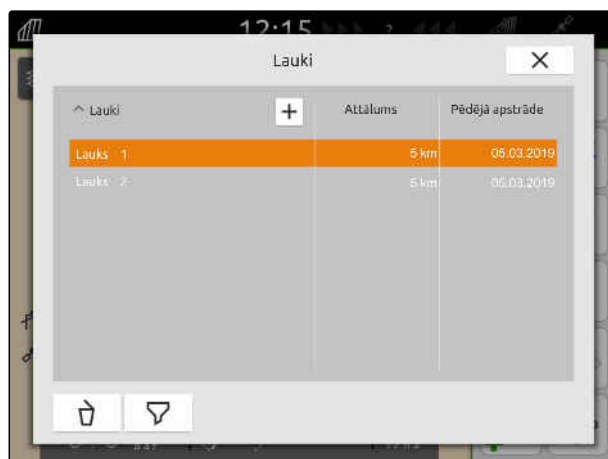 12:15
Lauki
^ Lauki + Attālums Pēdējā apstrāde
Lauks 1 5 km 05.03.2019
Lauks 2 5 km 05.03.2019